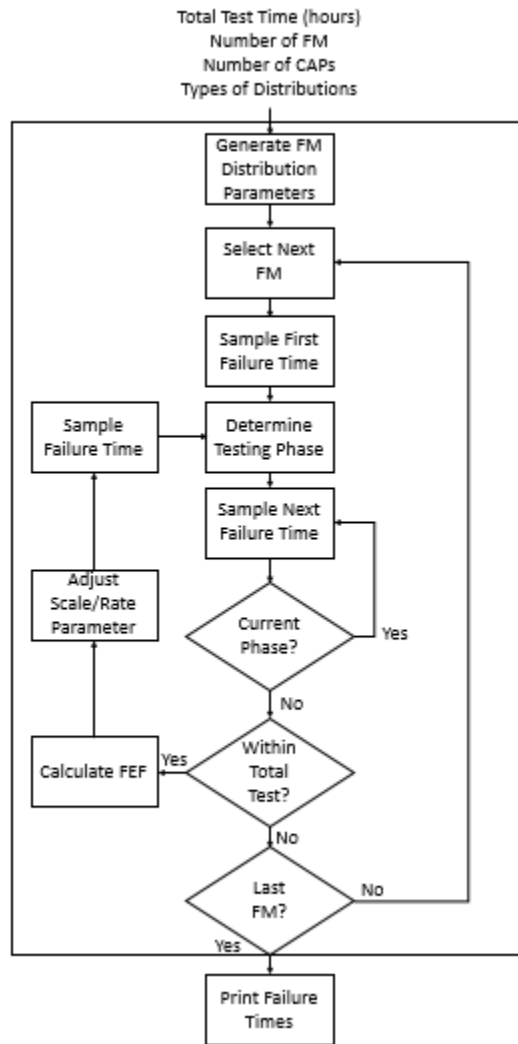 Total Test Time (hours)
Number of FM
Number of CAPs
Types of Distributions
Generate FM
Distribution
Parameters
Select Next
FM
Sample First
Failure Time
Sample
Failure Time
Determine
Testing Phase
Sample Next
Failure Time
Adjust
Scale/Rate
Parameter
Current
Phase?
Yes
No
Within
Total
Test?
Yes
Calculate FEF
No
Last
FM?
No
Yes
Print Failure
Times